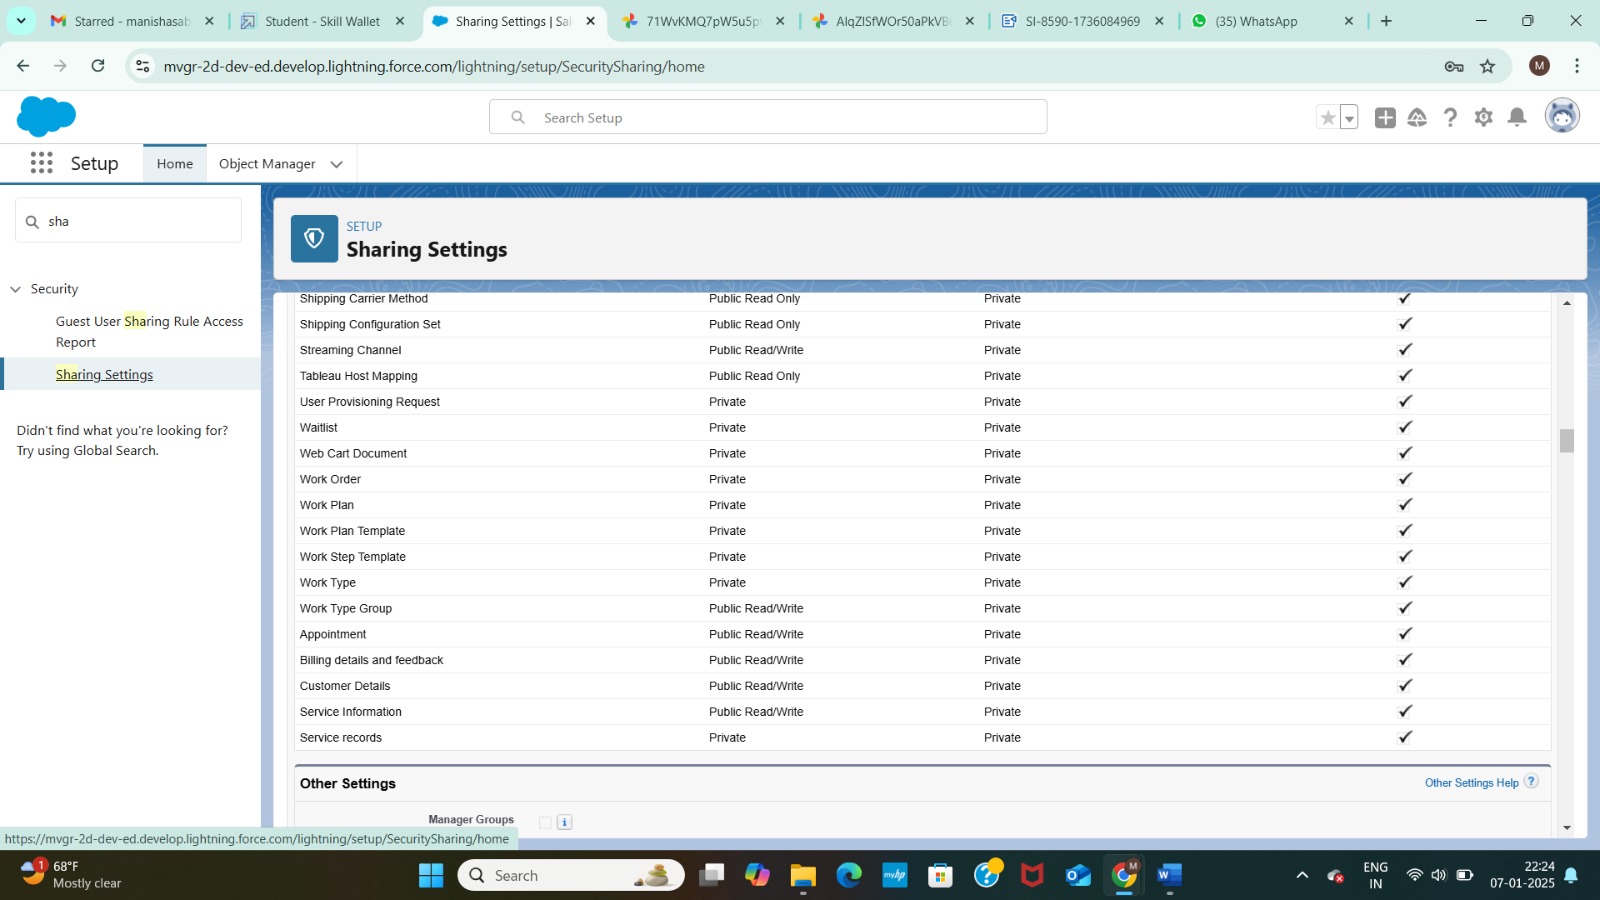 Starred - manishasab
Student - Skill Wallet
Sharing Settings | Sal
71WvKMQ7pW5u5p
AlqZISfWOr50aPkVB
SI-8590-1736084969
(35) WhatsApp
mvgr-2d-dev-ed.develop.lightning.force.com/lightning/setup/SecuritySharing/home
M
Search Setup
Setup
Home
Object Manager
sha
Security
Guest User Sharing Rule Access
Report
Sharing Settings
Didn't find what you're looking for?
Try using Global Search.
SETUP
Sharing Settings
Shipping Carrier Method Public Read Only Private
Shipping Configuration Set Public Read Only Private
Streaming Channel Public Read/Write Private
Tableau Host Mapping Public Read Only Private
User Provisioning Request Private Private
Waitlist Private Private
Web Cart Document Private Private
Work Order Private Private
Work Plan Private Private
Work Plan Template Private Private
Work Step Template Private Private
Work Type Private Private
Work Type Group Public Read/Write Private
Appointment Public Read/Write Private
Billing details and feedback Public Read/Write Private
Customer Details Public Read/Write Private
Service Information Public Read/Write Private
Service records Private Private
Other Settings
Other Settings Help ?
Manager Groups
i
https://mvgr-2d-dev-ed.develop.lightning.force.com/lightning/setup/SecuritySharing/home
1
68°F
Mostly clear
Search
myhp
M
ENG
IN
22:24
07-01-2025